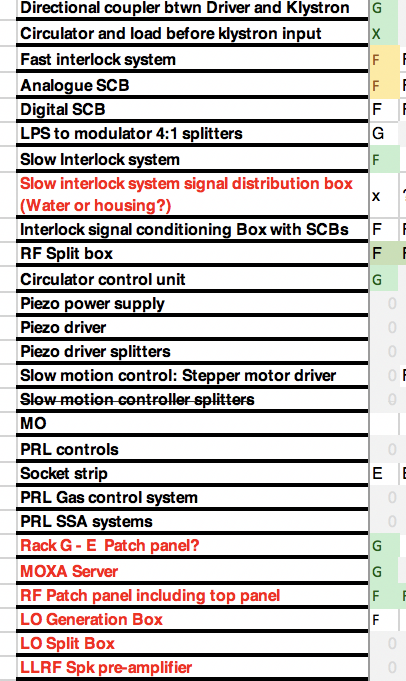 Directional coupler btwn Driver and Klystron G
Circulator and load before klystron input X
Fast interlock system F
Analogue SCB F
Digital SCB F
LPS to modulator 4:1 splitters G
Slow Interlock system F
Slow interlock system signal distribution box
(Water or housing?) x
Interlock signal conditioning Box with SCBs F
RF Split box F
Circulator control unit G
Piezo power supply 0
Piezo driver 0
Piezo driver splitters 0
Slow motion control: Stepper motor driver 0
Slow motion controller splitters 0
MO
PRL controls 0
Socket strip E
PRL Gas control system 0
PRL SSA systems 0
Rack G - E Patch panel? G
MOXA Server G
RF Patch panel including top panel F
LO Generation Box F
LO Split Box 0
LLRF Spk pre-amplifier 0